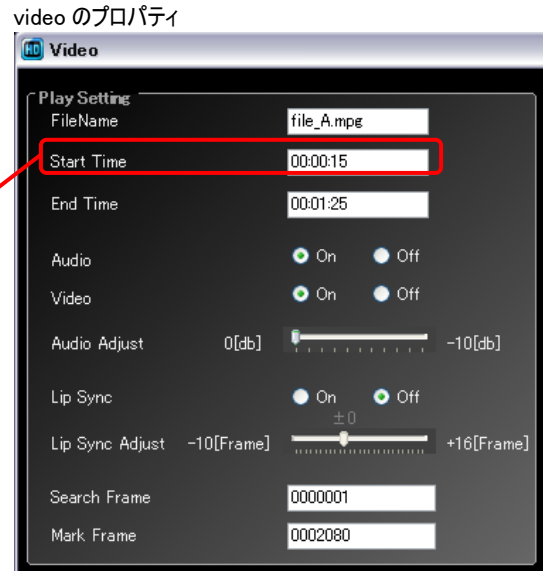 video のプロパティ
HD Video
Play Setting
FileName file_A.mpg
Start Time 00:00:15
End Time 00:01:25
Audio On Off
Video On Off
Audio Adjust 0[db] -10[db]
Lip Sync On Off
±0
Lip Sync Adjust -10[Frame] +16[Frame]
Search Frame 0000001
Mark Frame 0002080